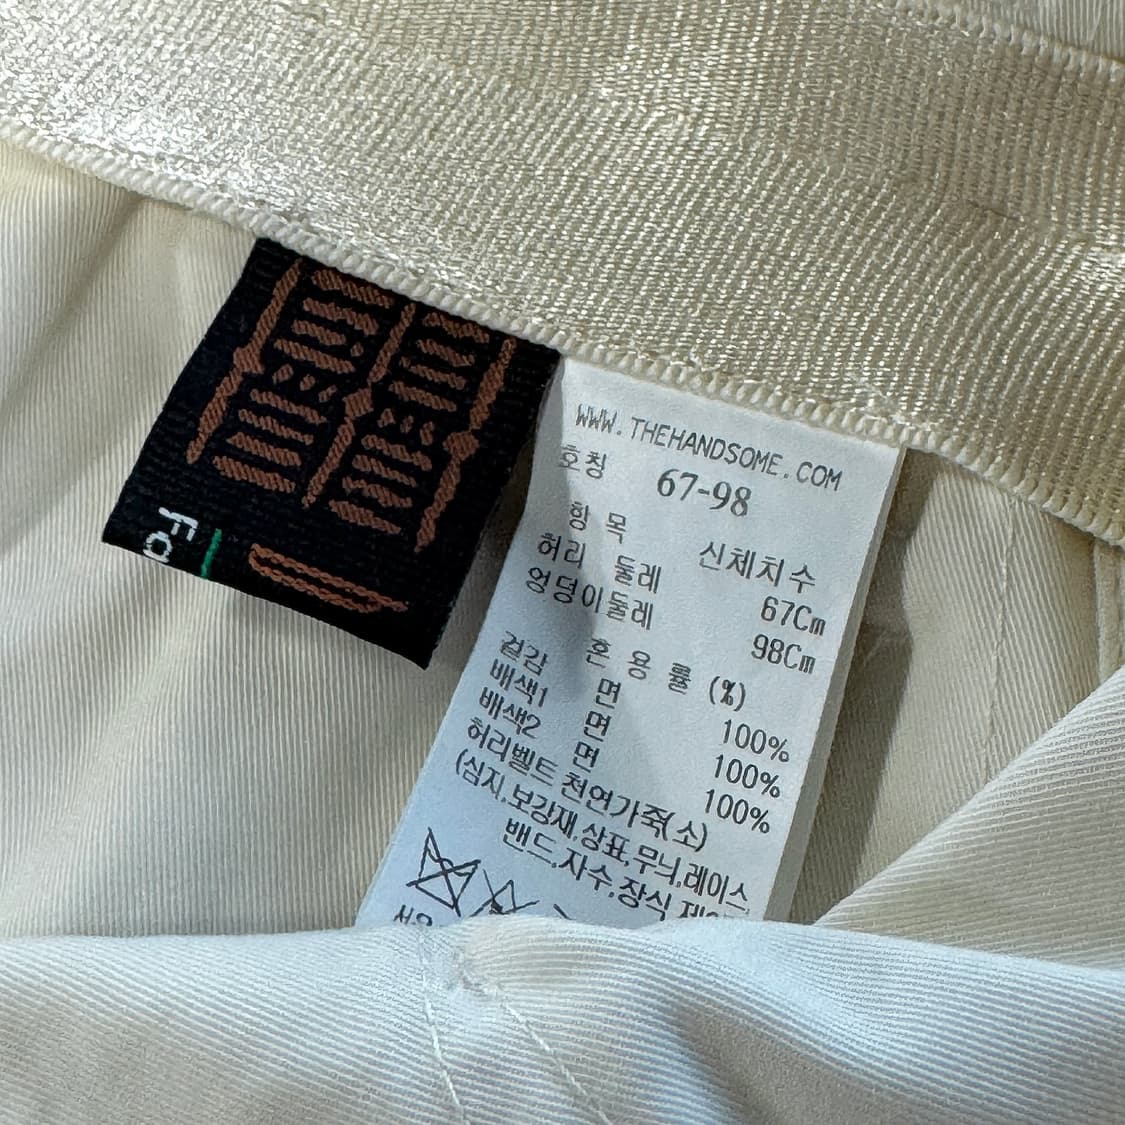 WWW.THEHANDSOME.COM
호칭 67-98
항 목 신체치수
허리 둘레 67Cm
엉덩이둘레 98Cm
혼 용 률 (%)
겉감 면 100%
배색1 면 100%
배색2 면 100%
허리벨트 천연가죽(소)
(심지,보강재,상표,무늬,레이스,
밴드,자수,장식